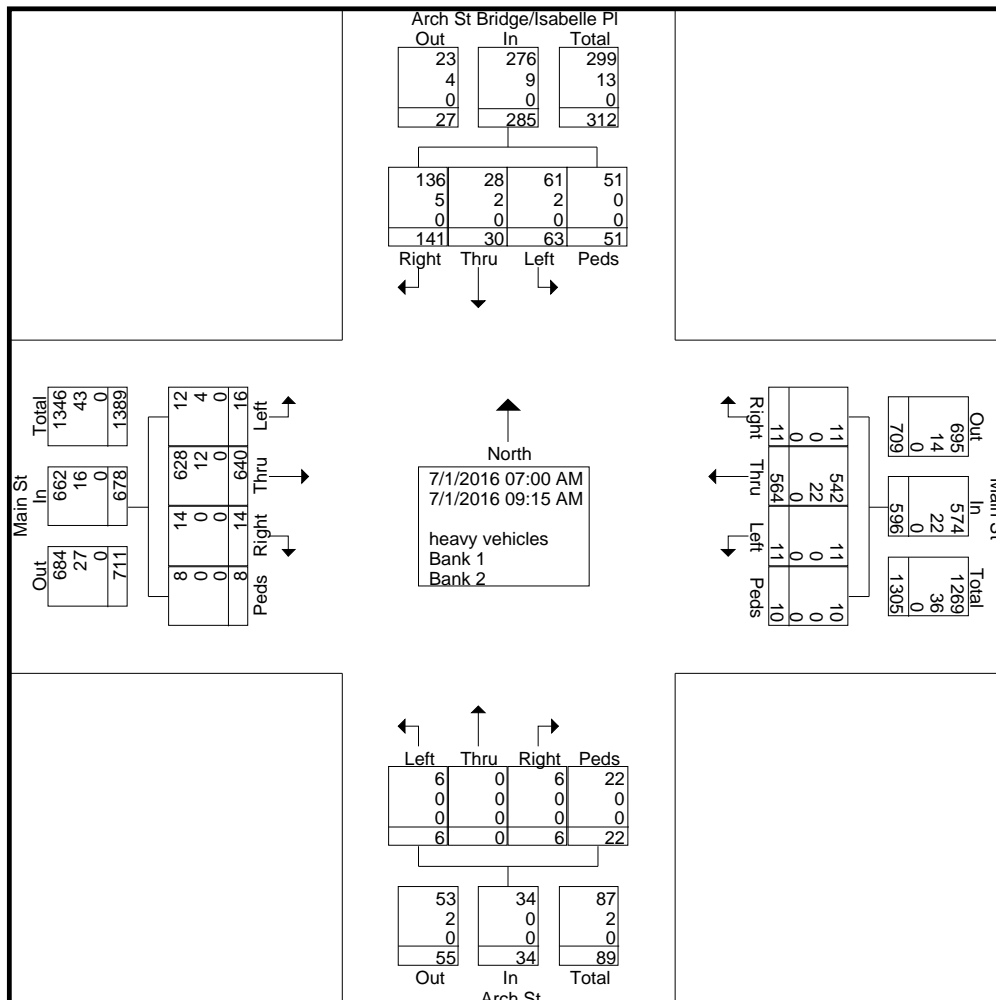 Arch St Bridge/Isabelle Pl
Out In Total
23 276 299
4 9 13
0 0 0
27 285 312
136 28 61 51
5 2 2 0
0 0 0 0
141 30 63 51
Right Thru Left Peds
Main St
Total In Out
1346 662 684
43 16 27
0 0 0
1389 678 711
12 628 14 8
4 12 0 0
0 0 0 0
16 640 14 8
Left Thru Right Peds
North
7/1/2016 07:00 AM
7/1/2016 09:15 AM
heavy vehicles
Bank 1
Bank 2
Right Thru Left Peds
11 542 11 10
0 22 0 0
0 0 0 0
11 564 11 10
Main St
Out In Total
695 574 1269
14 22 36
0 0 0
709 596 1305
Left Thru Right Peds
6 0 6 22
0 0 0 0
0 0 0 0
6 0 6 22
53 34 87
2 0 2
0 0 0
55 34 89
Out In Total
Arch St